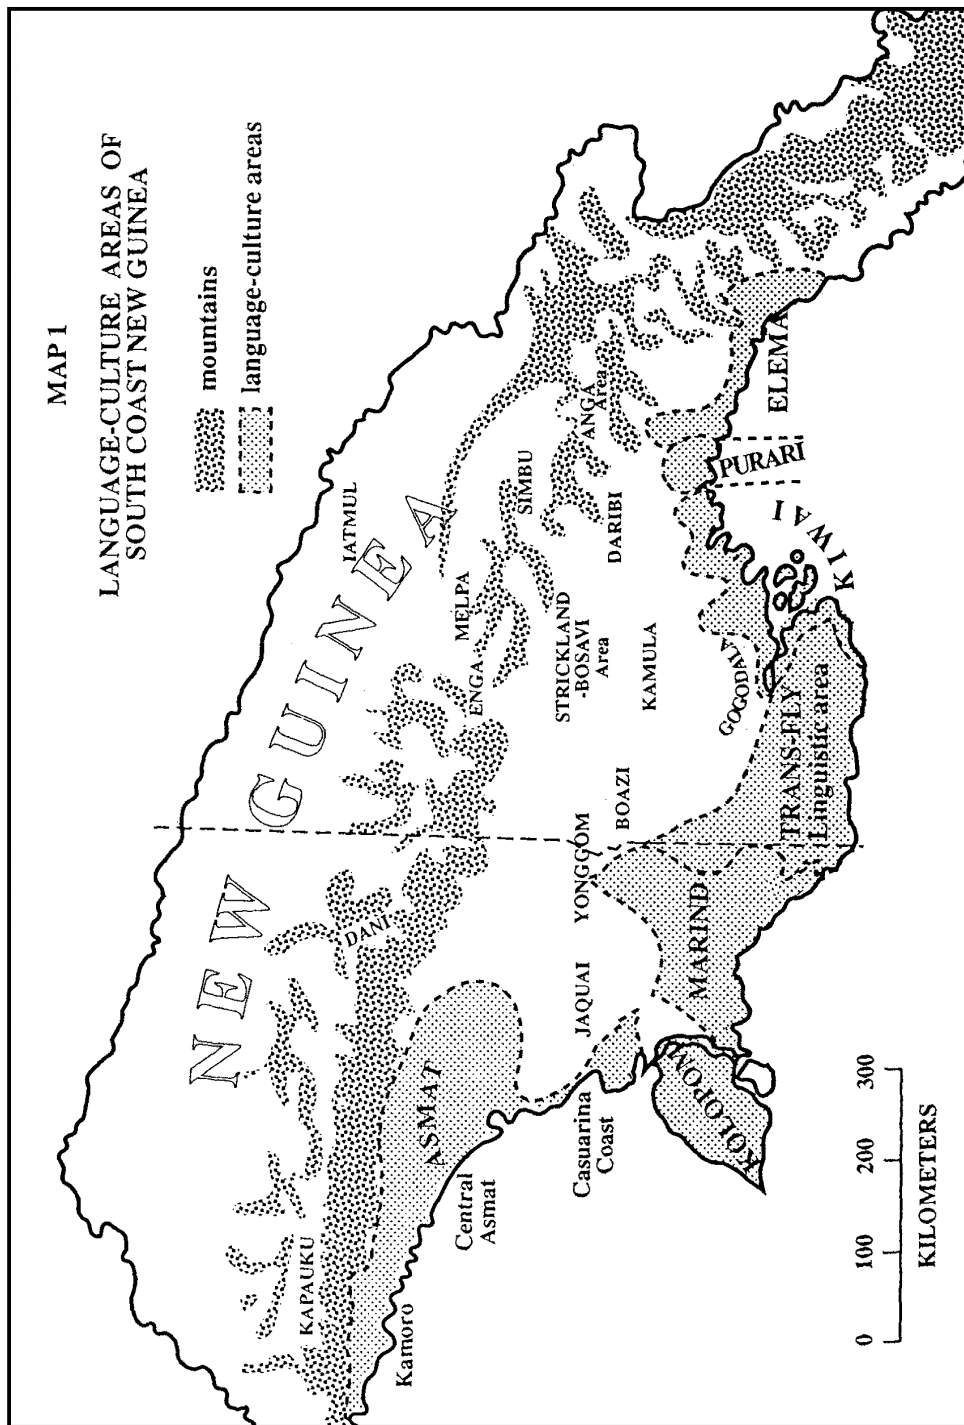 MAP 1
LANGUAGE-CULTURE AREAS OF
SOUTH COAST NEW GUINEA
mountains
language-culture areas
NEW GUINEA
JATMUL
KAPAUKU
DANI
ENGA
MELPA
SIMBU
ANGA
Area
STRICKLAND
-BOSAVI
Area
DARIBI
KAMULA
Kamoro
ASMAT
Central
Asmat
Casuarina
Coast
JAQUAI
YONGGOM
BOAZI
GOGODALA
KOLOPOM
MARIND
TRANS-FLY
Linguistic area
KIWAI
PURARI
ELEMA
0 100 200 300
KILOMETERS